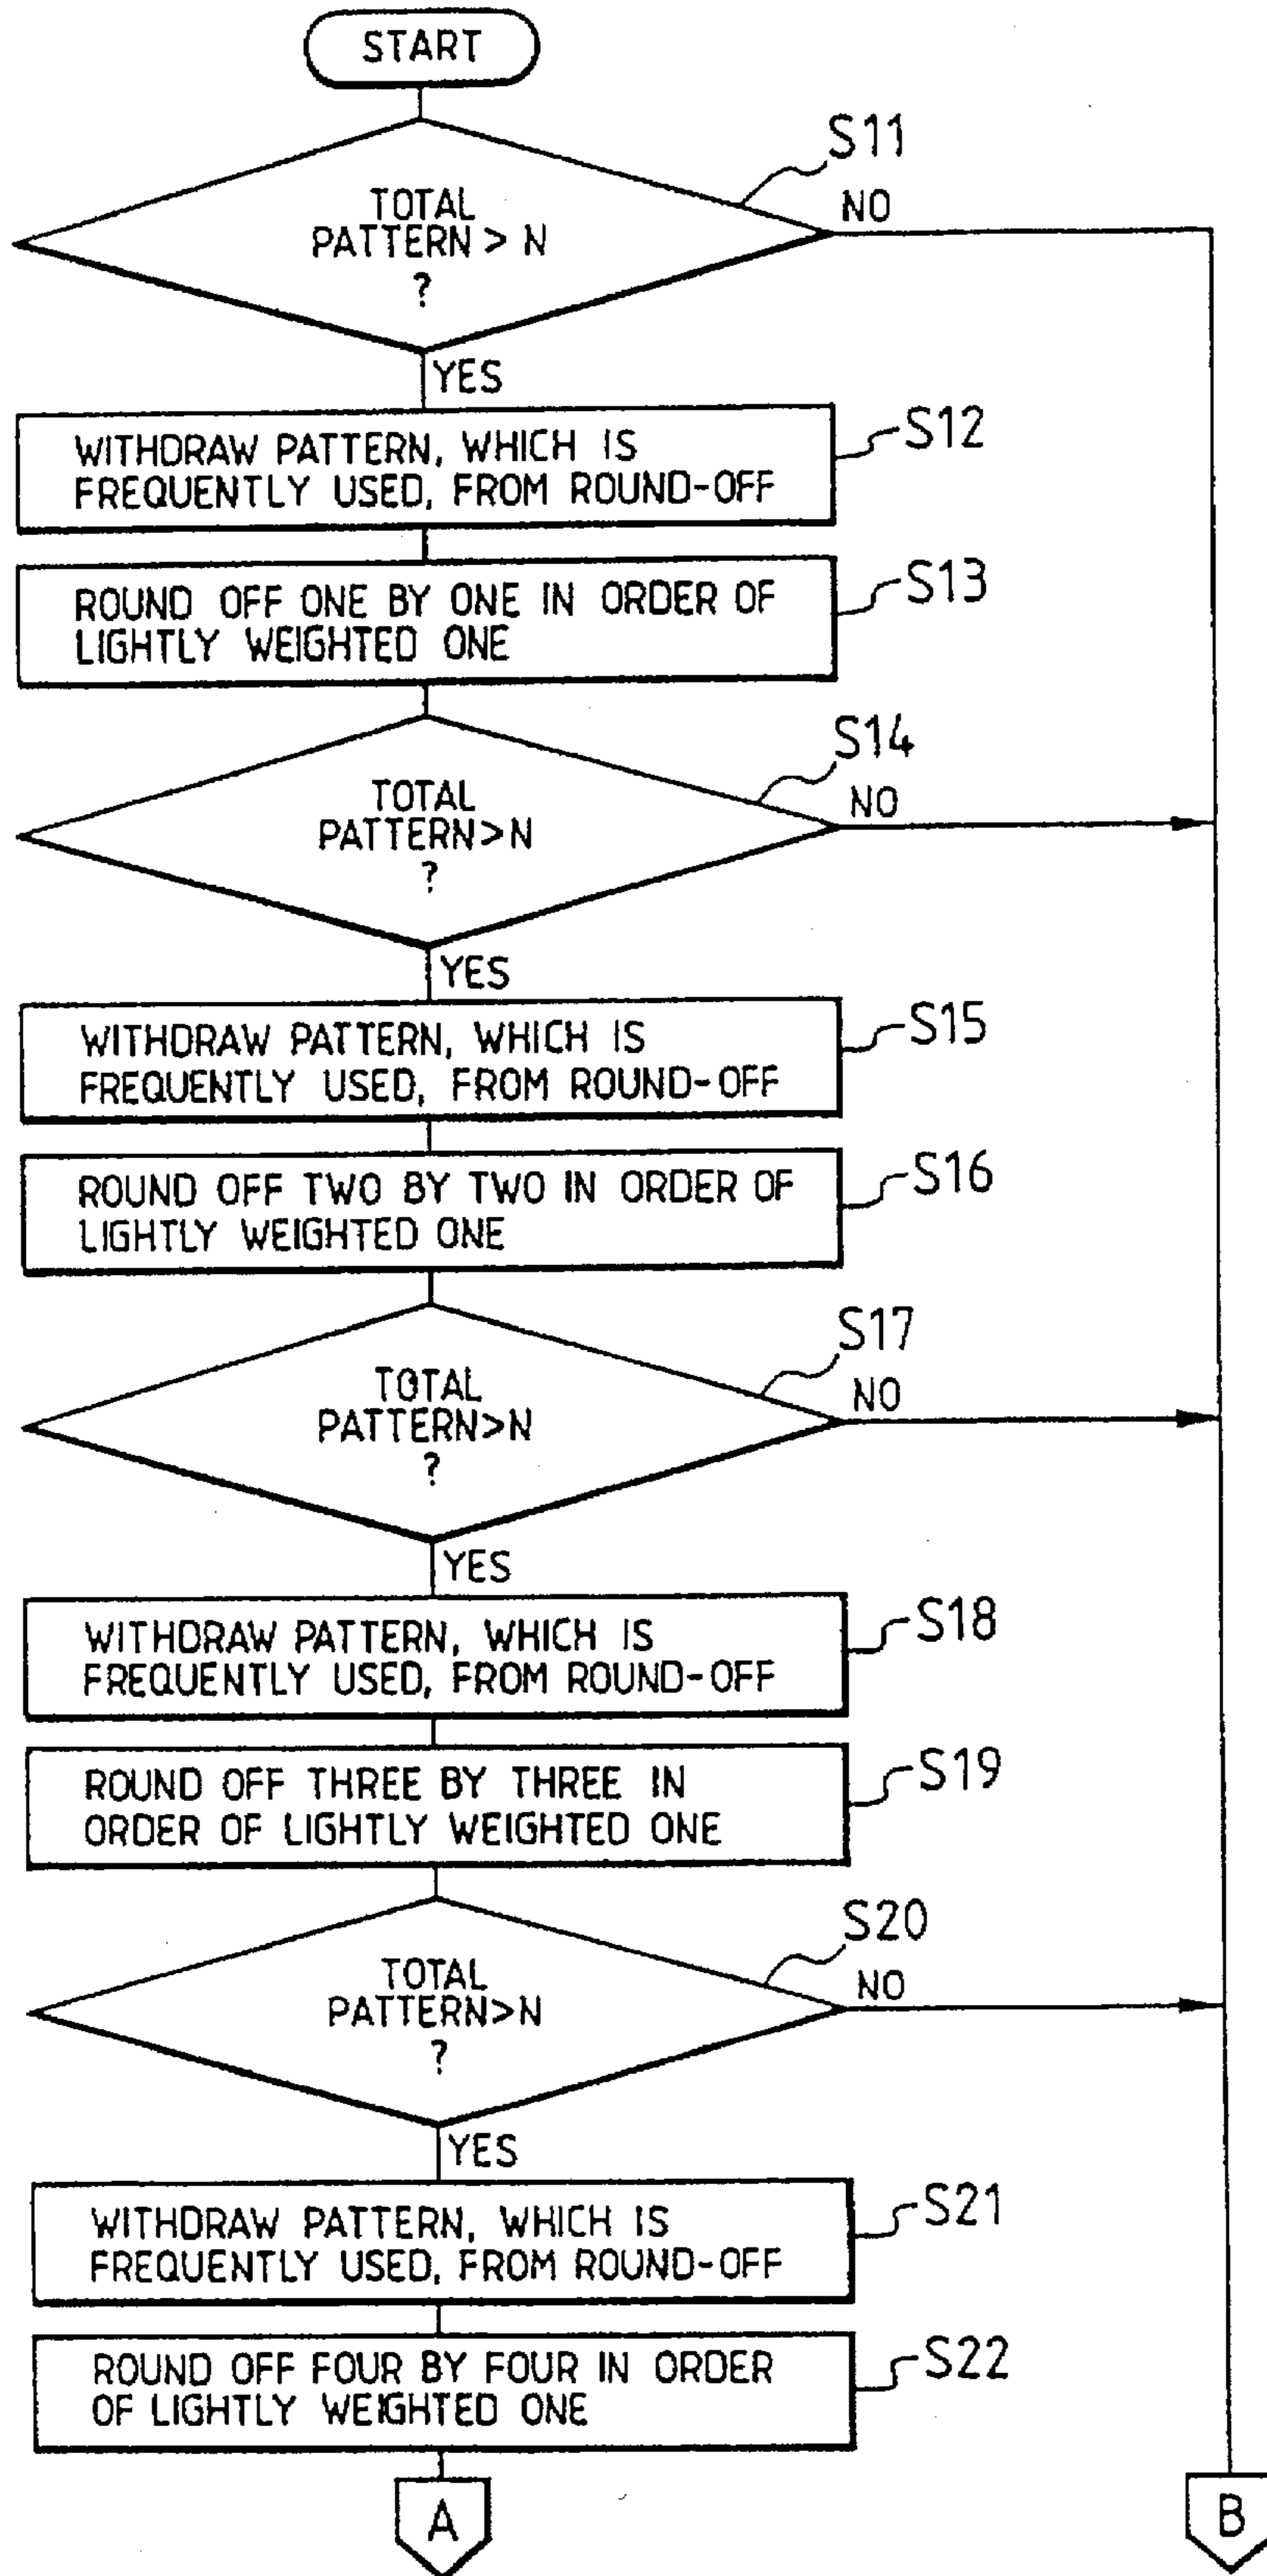 START
S11
TOTAL
PATTERN > N
?
NO
YES
WITHDRAW PATTERN, WHICH IS
FREQUENTLY USED, FROM ROUND-OFF
S12
ROUND OFF ONE BY ONE IN ORDER OF
LIGHTLY WEIGHTED ONE
S13
S14
TOTAL
PATTERN>N
?
NO
YES
WITHDRAW PATTERN, WHICH IS
FREQUENTLY USED, FROM ROUND-OFF
S15
ROUND OFF TWO BY TWO IN ORDER OF
LIGHTLY WEIGHTED ONE
S16
S17
TOTAL
PATTERN>N
?
NO
YES
WITHDRAW PATTERN, WHICH IS
FREQUENTLY USED, FROM ROUND-OFF
S18
ROUND OFF THREE BY THREE IN
ORDER OF LIGHTLY WEIGHTED ONE
S19
S20
TOTAL
PATTERN>N
?
NO
YES
WITHDRAW PATTERN, WHICH IS
FREQUENTLY USED, FROM ROUND-OFF
S21
ROUND OFF FOUR BY FOUR IN ORDER
OF LIGHTLY WEIGHTED ONE
S22
A
B